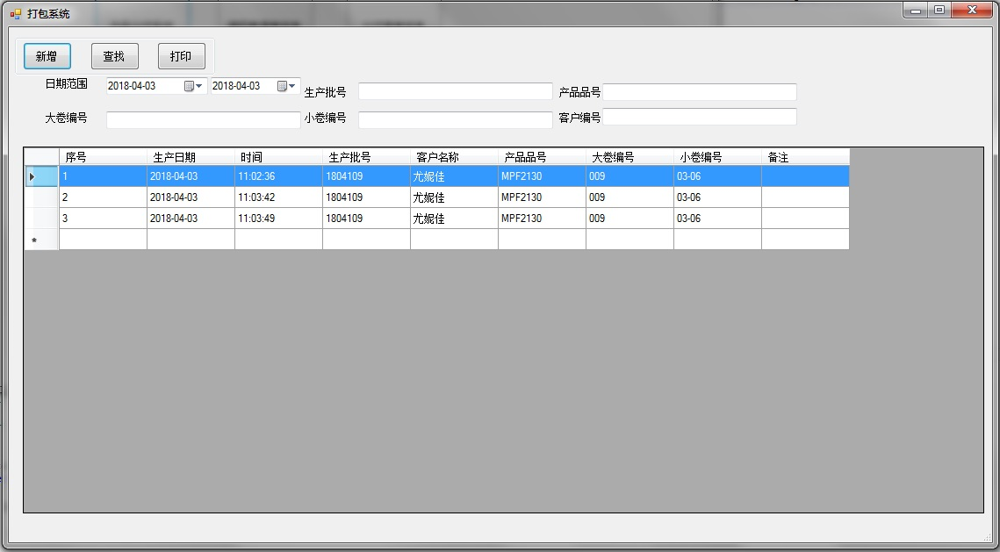 打包系统
新增 查找 打印
日期范围 2018-04-03 2018-04-03 生产批号 产品品号
大卷编号 小卷编号 客户编号
序号 生产日期 时间 生产批号 客户名称 产品品号 大卷编号 小卷编号 备注
1 2018-04-03 11:02:36 1804109 尤妮佳 MPF2130 009 03-06
2 2018-04-03 11:03:42 1804109 尤妮佳 MPF2130 009 03-06
3 2018-04-03 11:03:49 1804109 尤妮佳 MPF2130 009 03-06
*